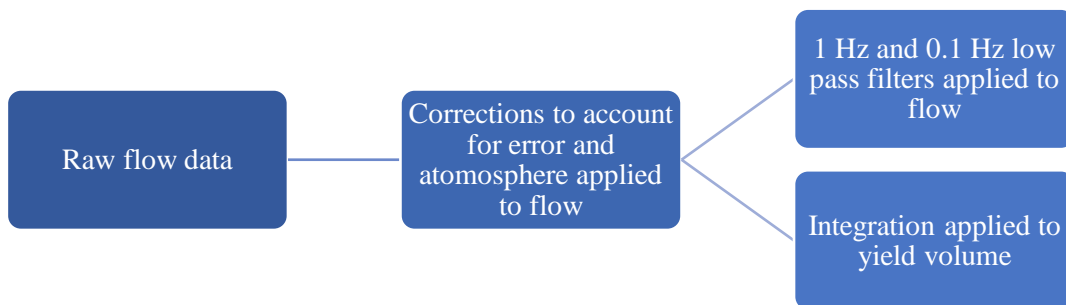 Raw flow data
Corrections to account
for error and
atomosphere applied
to flow
1 Hz and 0.1 Hz low
pass filters applied to
flow
Integration applied to
yield volume